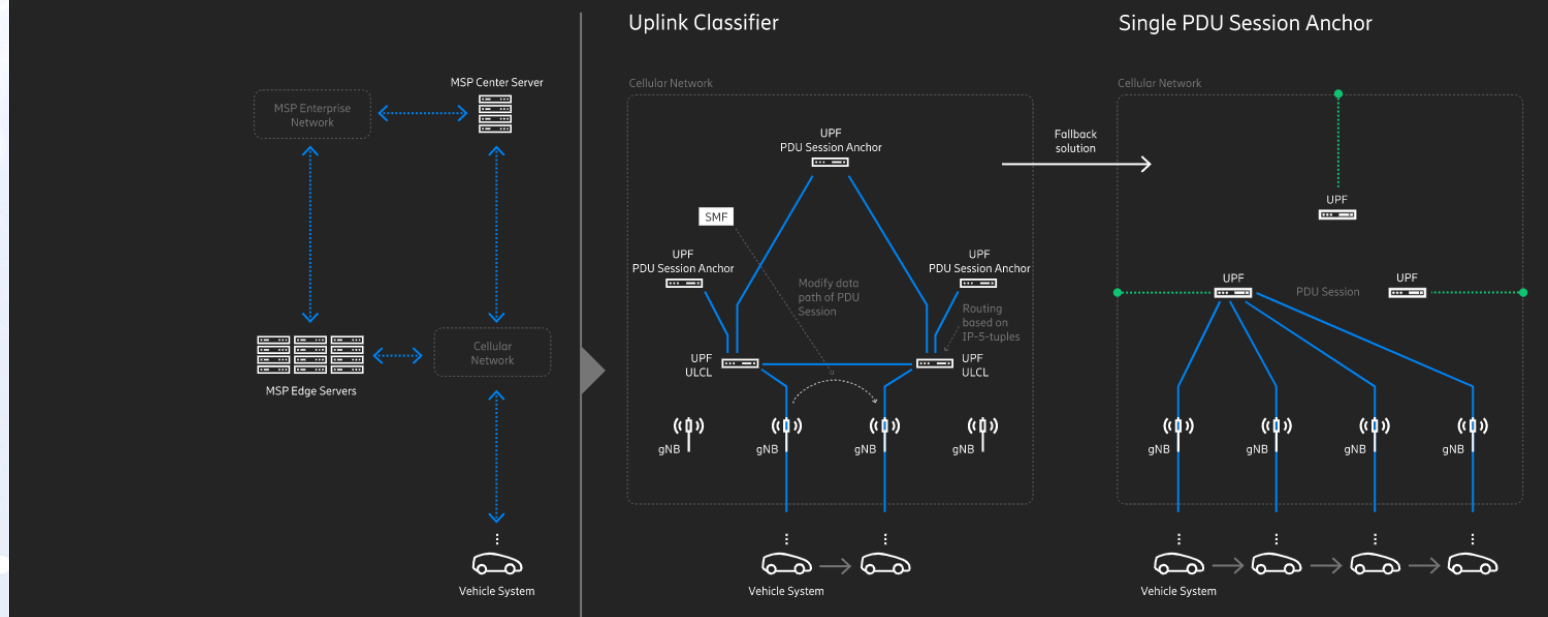 MSP Center Server
MSP Enterprise
Network
MSP Edge Servers
Cellular
Network
Vehicle System
Uplink Classifier
Cellular Network
UPF
PDU Session Anchor
SMF
UPF
PDU Session Anchor
UPF
PDU Session Anchor
Modify data
path of PDU
Session
Routing
based on
IP-5-tuples
UPF
ULCL
UPF
ULCL
gNB
gNB
gNB
gNB
Vehicle System
Fallback
solution
Single PDU Session Anchor
Cellular Network
UPF
UPF
PDU Session
UPF
gNB
gNB
gNB
gNB
Vehicle System